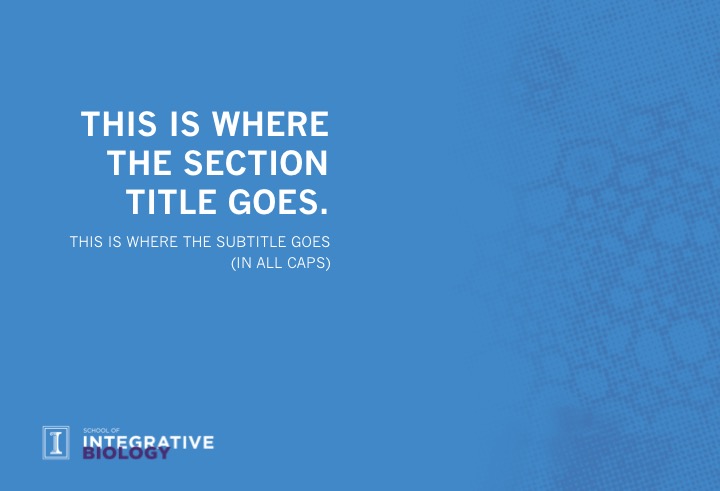 THIS IS WHERE
THE SECTION
TITLE GOES.
THIS IS WHERE THE SUBTITLE GOES
(IN ALL CAPS)
I
SCHOOL OF
INTEGRATIVE
BIOLOGY